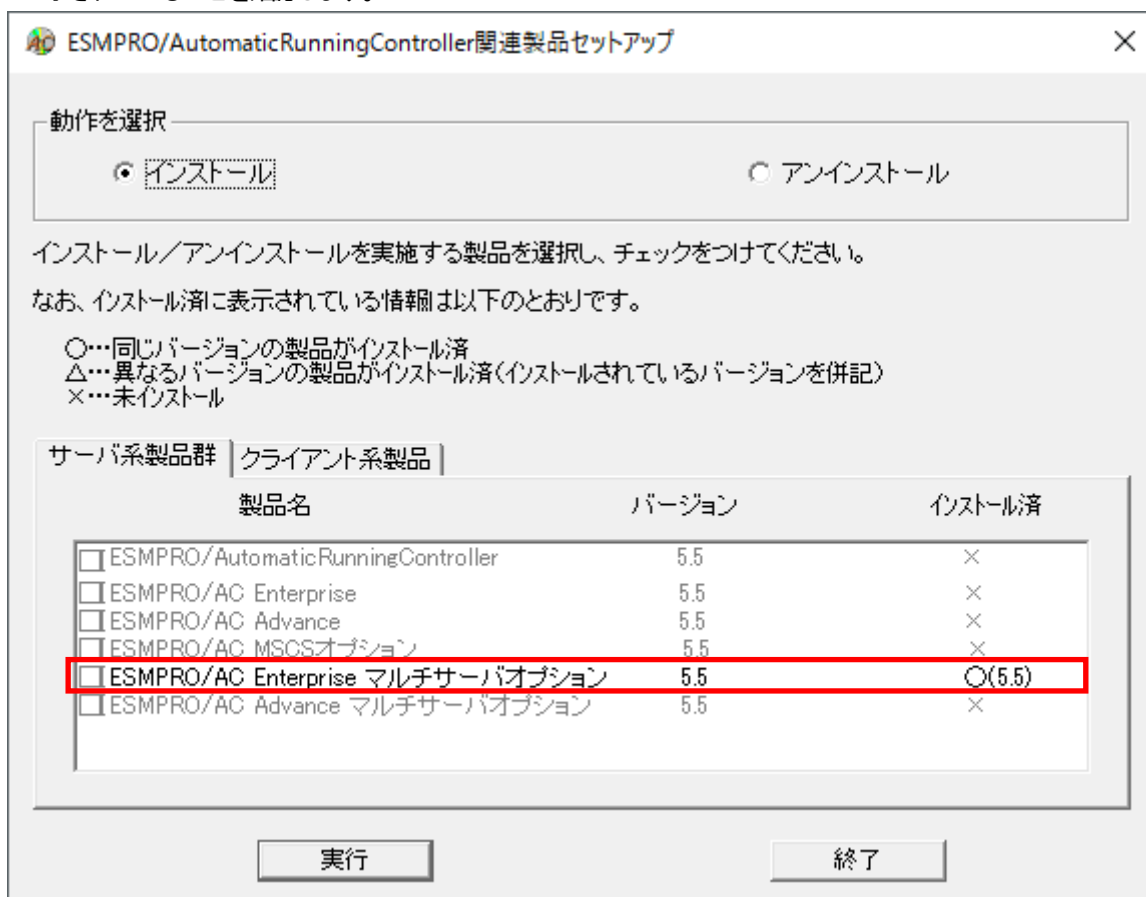 ESMPRO/AutomaticRunningController関連製品セットアップ
動作を選択
インストール
アンインストール
インストール／アンインストールを実施する製品を選択し、チェックをつけてください。
なお、インストール済に表示されている情報は以下のとおりです。
○…同じバージョンの製品がインストール済
△…異なるバージョンの製品がインストール済(インストールされているバージョンを併記)
×…未インストール
サーバ系製品群 クライアント系製品
製品名 バージョン インストール済
ESMPRO/AutomaticRunningController 5.5 ×
ESMPRO/AC Enterprise 5.5 ×
ESMPRO/AC Advance 5.5 ×
ESMPRO/AC MSCSオプション 5.5 ×
ESMPRO/AC Enterprise マルチサーバオプション 5.5 ○(5.5)
ESMPRO/AC Advance マルチサーバオプション 5.5 ×
実行 終了